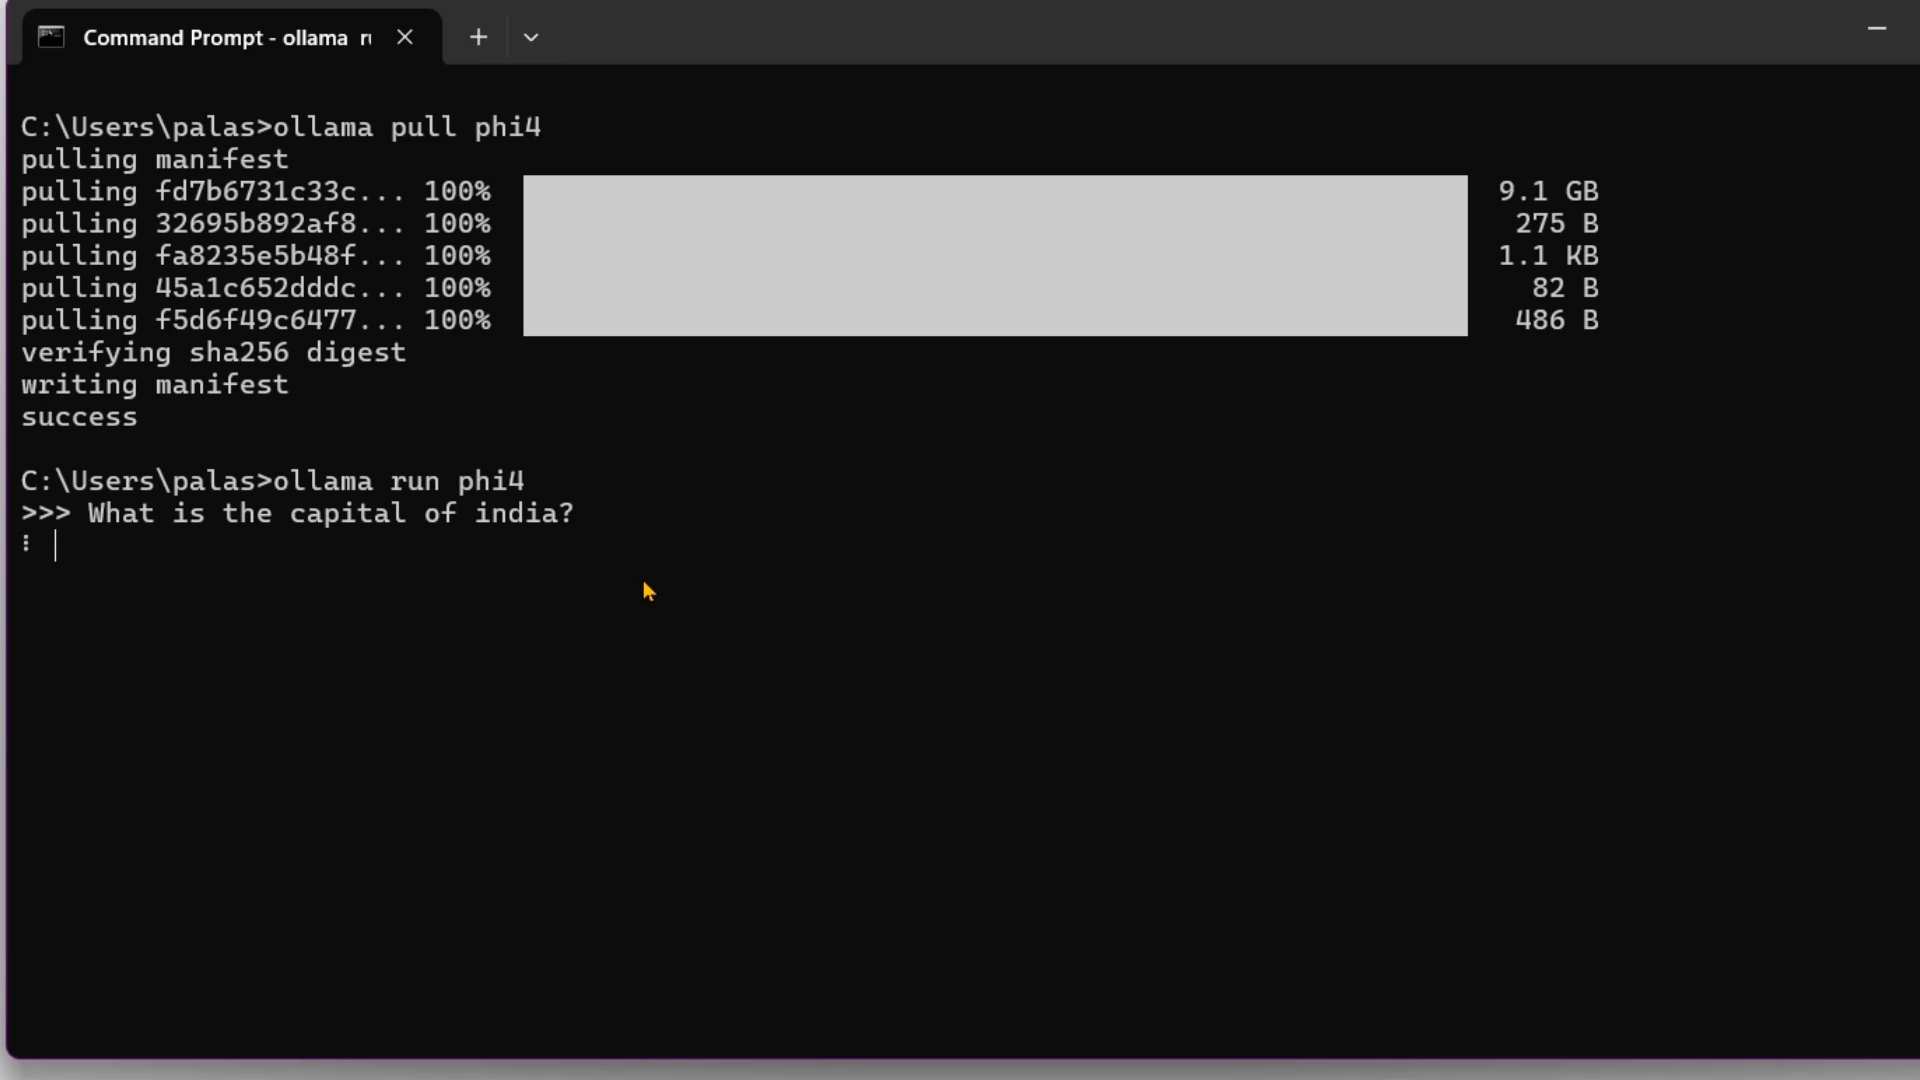 Command Prompt - ollama
C:\Users\palas>ollama pull phi4
pulling manifest
pulling fd7b6731c33c... 100% 9.1 GB
pulling 32695b892af8... 100% 275 B
pulling fa8235e5b48f... 100% 1.1 KB
pulling 45a1c652dddc... 100% 82 B
pulling f5d6f49c6477... 100% 486 B
verifying sha256 digest
writing manifest
success
C:\Users\palas>ollama run phi4
>>> What is the capital of india?